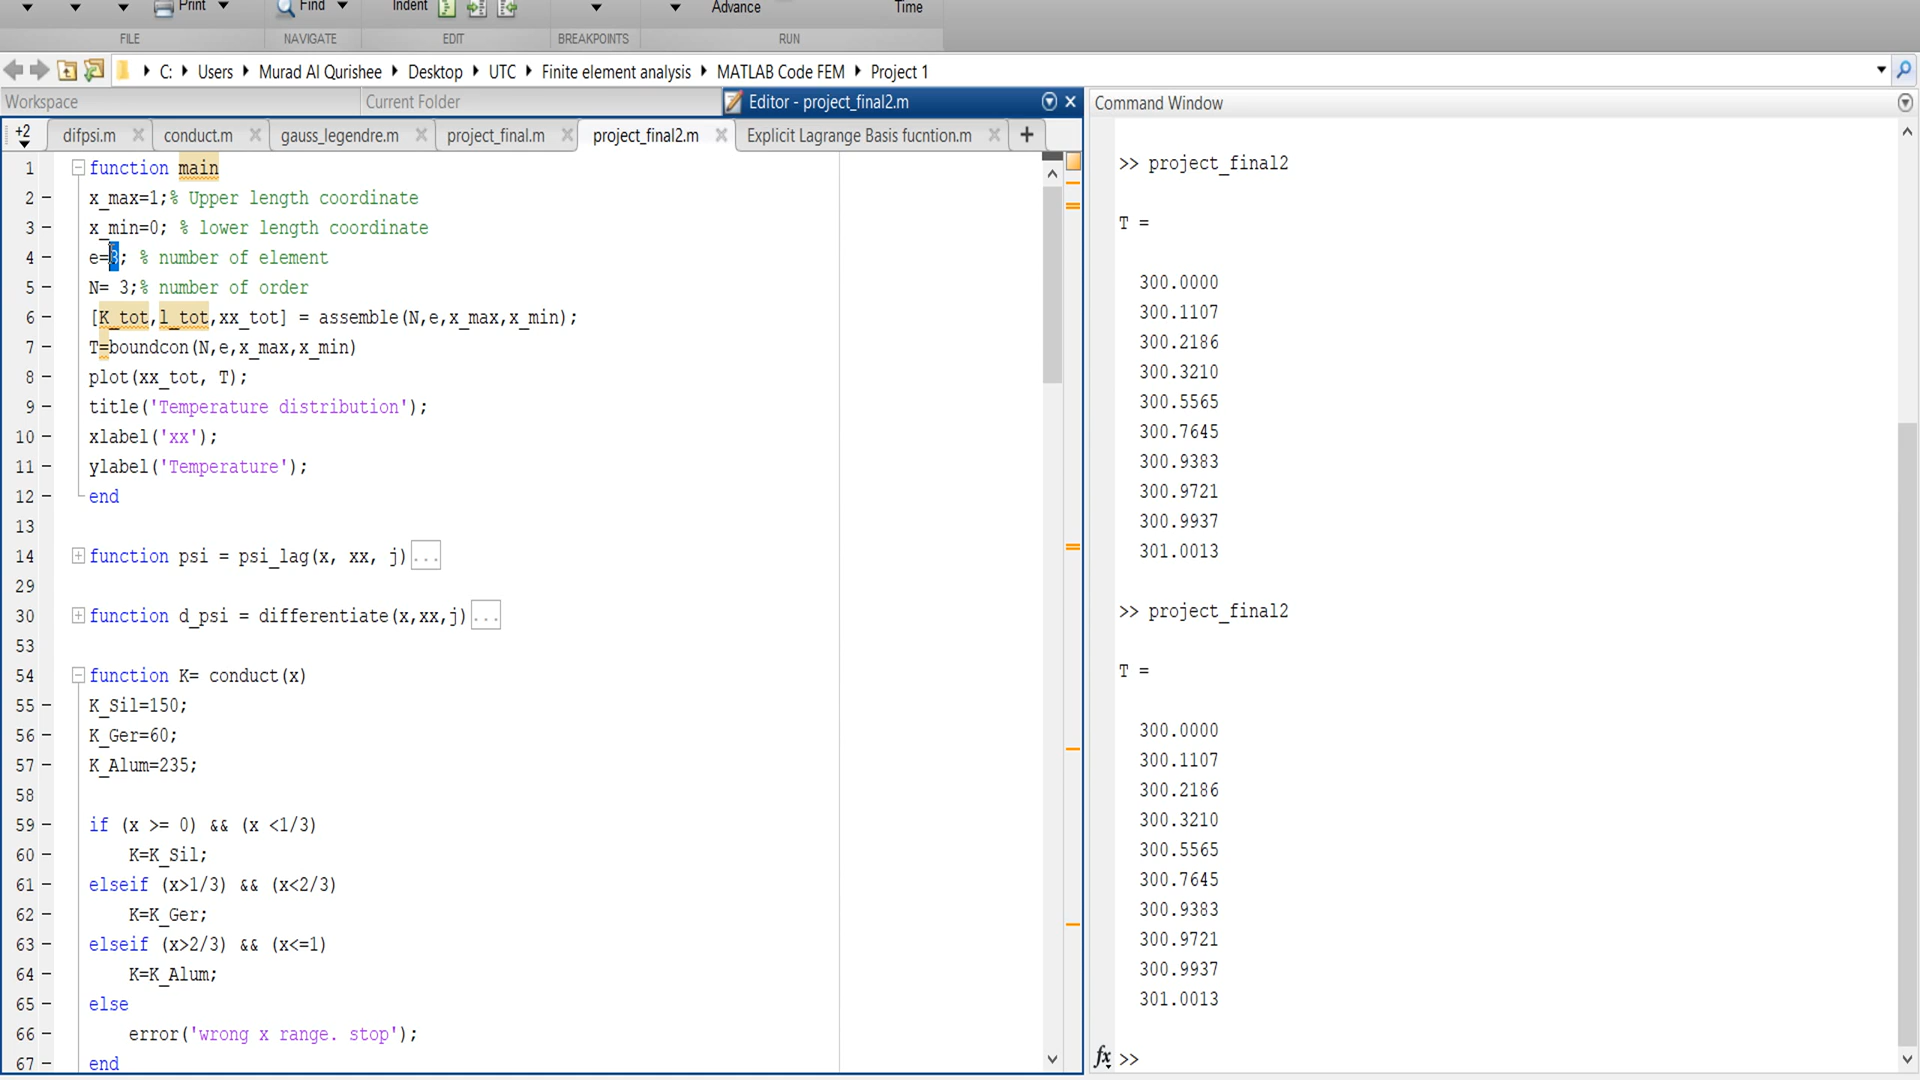 Print
Find
Indent
Advance
Time
FILE
NAVIGATE
EDIT
BREAKPOINTS
RUN
C: Users Murad Al Qurishee Desktop UTC Finite element analysis MATLAB Code FEM Project 1
Workspace
Current Folder
Editor - project_final2.m
Command Window
+2
difpsi.m
conduct.m
gauss_legendre.m
project_final.m
project_final2.m
Explicit Lagrange Basis fucntion.m
1 function main
2 x_max=1;% Upper length coordinate
3 x_min=0; % lower length coordinate
4 e=3; % number of element
5 N= 3;% number of order
6 [K_tot,l_tot,xx_tot] = assemble(N,e,x_max,x_min);
7 T=boundcon(N,e,x_max,x_min)
8 plot(xx_tot, T);
9 title('Temperature distribution');
10 xlabel('xx');
11 ylabel('Temperature');
12 end
13
14 function psi = psi_lag(x, xx, j)...
29
30 function d_psi = differentiate(x,xx,j)...
53
54 function K= conduct(x)
55 K_Sil=150;
56 K_Ger=60;
57 K_Alum=235;
58
59 if (x >= 0) && (x <1/3)
60 K=K_Sil;
61 elseif (x>1/3) && (x<2/3)
62 K=K_Ger;
63 elseif (x>2/3) && (x<=1)
64 K=K_Alum;
65 else
66 error('wrong x range. stop');
67 end
>> project_final2
T =
300.0000
300.1107
300.2186
300.3210
300.5565
300.7645
300.9383
300.9721
300.9937
301.0013
>> project_final2
T =
300.0000
300.1107
300.2186
300.3210
300.5565
300.7645
300.9383
300.9721
300.9937
301.0013
fx >>